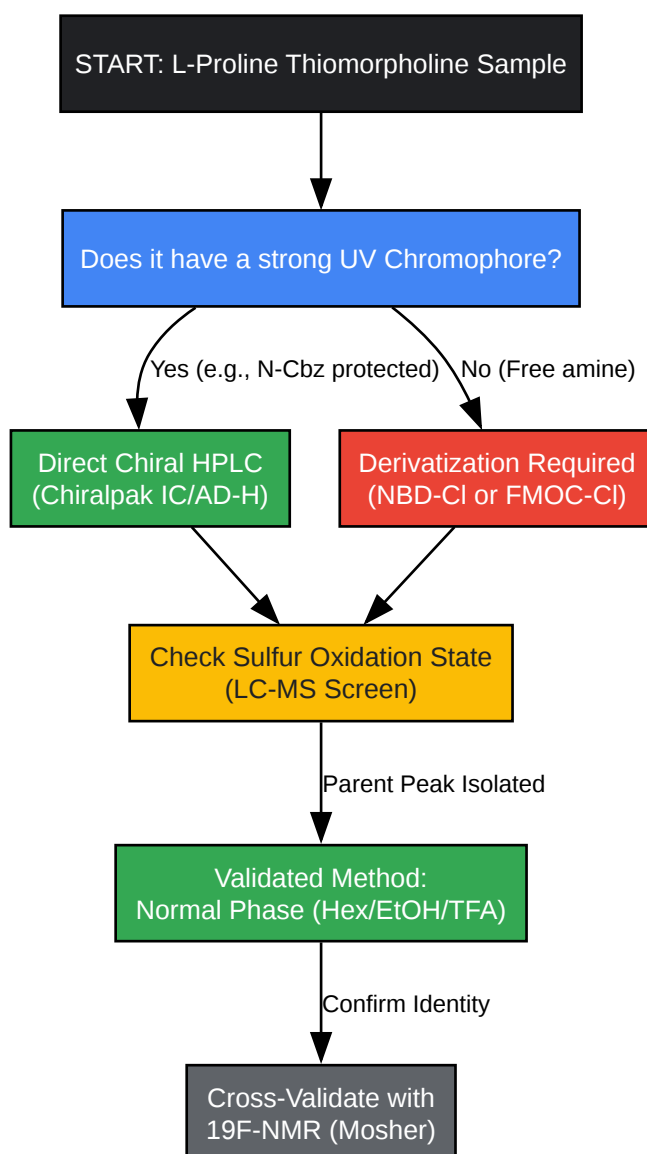 START: L-Proline Thiomorpholine Sample
Does it have a strong UV Chromophore?
Yes (e.g., N-Cbz protected)
No (Free amine)
Direct Chiral HPLC
(Chiralpak IC/AD-H)
Derivatization Required
(NBD-Cl or FMOC-Cl)
Check Sulfur Oxidation State
(LC-MS Screen)
Parent Peak Isolated
Validated Method:
Normal Phase (Hex/EtOH/TFA)
Confirm Identity
Cross-Validate with
19F-NMR (Mosher)